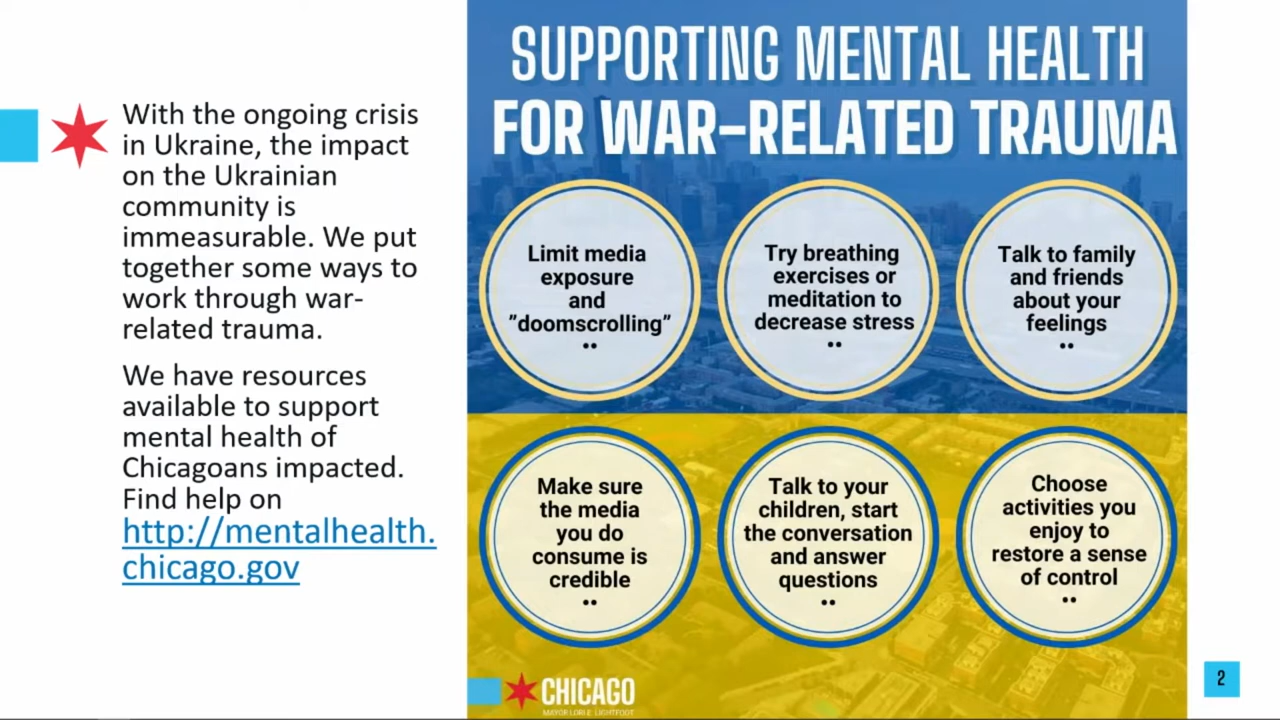 With the ongoing crisis
in Ukraine, the impact
on the Ukrainian
community is
immeasurable. We put
together some ways to
work through war-
related trauma.
We have resources
available to support
mental health of
Chicagoans impacted.
Find help on
http://mentalhealth.
chicago.gov
SUPPORTING MENTAL HEALTH
FOR WAR-RELATED TRAUMA
Limit media
exposure
and
"doomscrolling"
Try breathing
exercises or
meditation to
decrease stress
Talk to family
and friends
about your
feelings
Make sure
the media
you do
consume is
credible
Talk to your
children, start
the conversation
and answer
questions
Choose
activities you
enjoy to
restore a sense
of control
CHICAGO
MAYOR LORI E. LIGHTFOOT
2